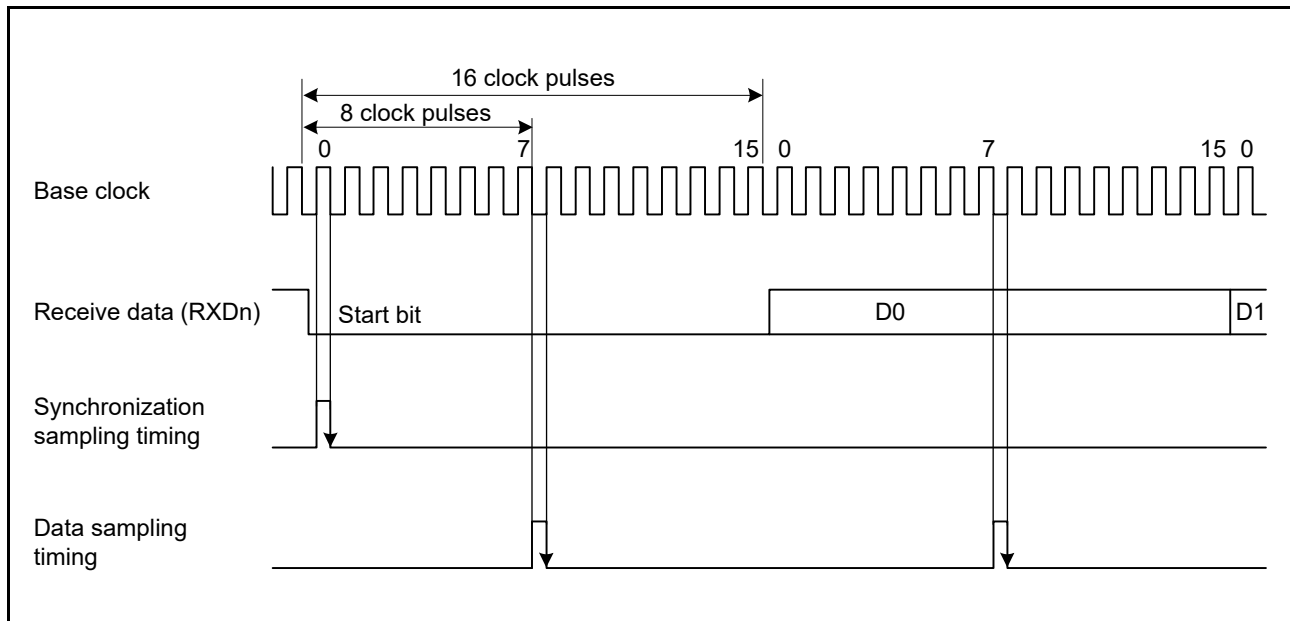 16 clock pulses
8 clock pulses
0 7 15 0 7 15 0
Base clock
Receive data (RXDn) Start bit D0 D1
Synchronization
sampling timing
Data sampling
timing